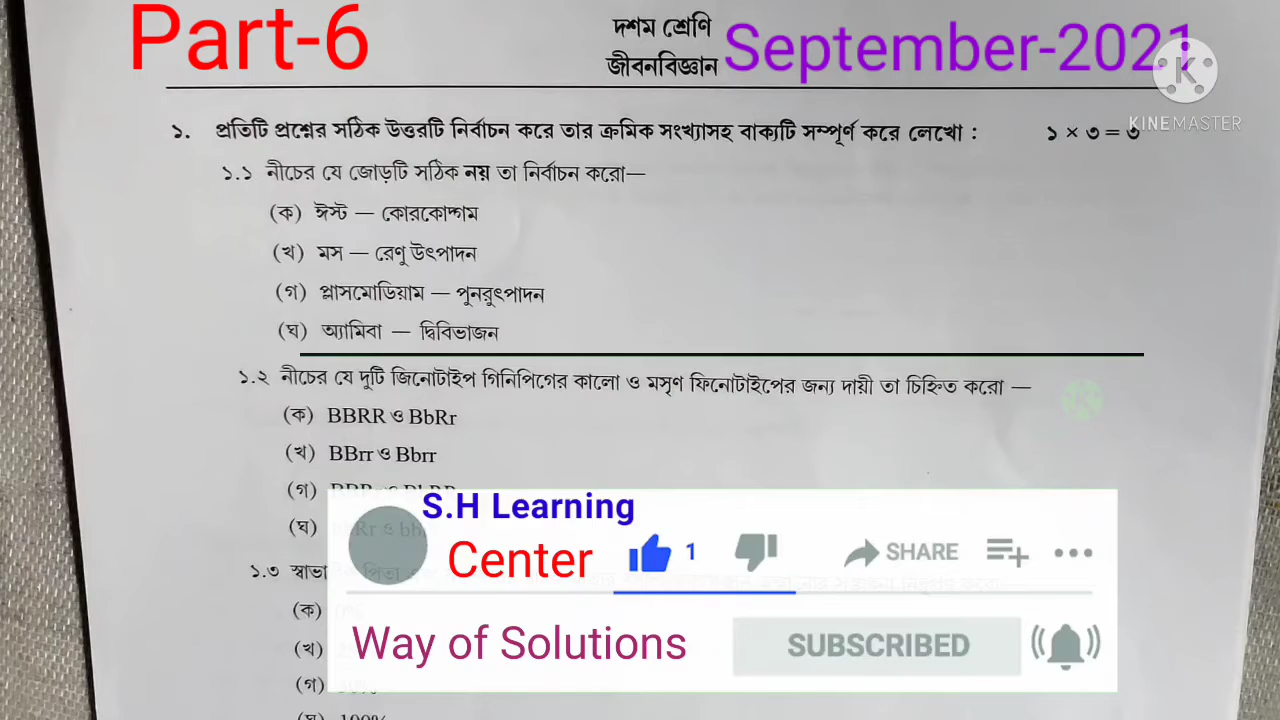 Part-6
দশম শ্রেণি
জীবনবিজ্ঞান
September-2021
KINEMASTER
১. প্রতিটি প্রশ্নের সঠিক উত্তরটি নির্বাচন করে তার ক্রমিক সংখ্যাসহ বাক্যটি সম্পূর্ণ করে লেখো : ১ × ৩ = ৩
১.১ নীচের যে জোড়টি সঠিক নয় তা নির্বাচন করো—
(ক) ঈস্ট — কোরকোদ্গম
(খ) মস — রেণু উৎপাদন
(গ) প্লাসমোডিয়াম — পুনরুৎপাদন
(ঘ) অ্যামিবা — দ্বিবিভাজন
১.২ নীচের যে দুটি জিনোটাইপ গিনিপিগের কালো ও মসৃণ ফিনোটাইপের জন্য দায়ী তা চিহ্নিত করো —
(ক) BBRR ও BbRr
(খ) BBrr ও Bbrr
(গ)
(ঘ)
S.H Learning
Center
1
SHARE
১.৩
(ক)
(খ)
Way of Solutions
SUBSCRIBED
(গ)
(ঘ) 100%